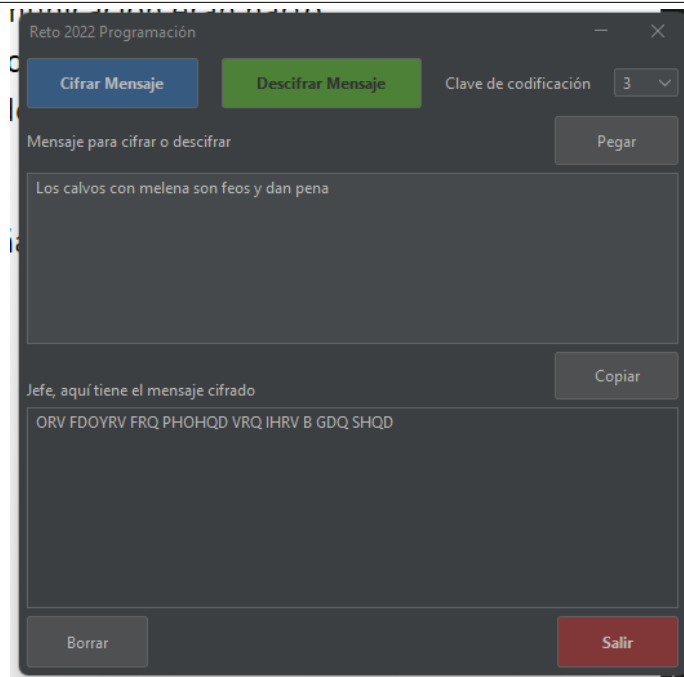 Reto 2022 Programación
Cifrar Mensaje
Descifrar Mensaje
Clave de codificación
3
Mensaje para cifrar o descifrar
Pegar
Los calvos con melena son feos y dan pena
Copiar
Jefe, aquí tiene el mensaje cifrado
ORV FDOYRV FRQ PHOHQD VRQ IHRV B GDQ SHQD
Borrar
Salir